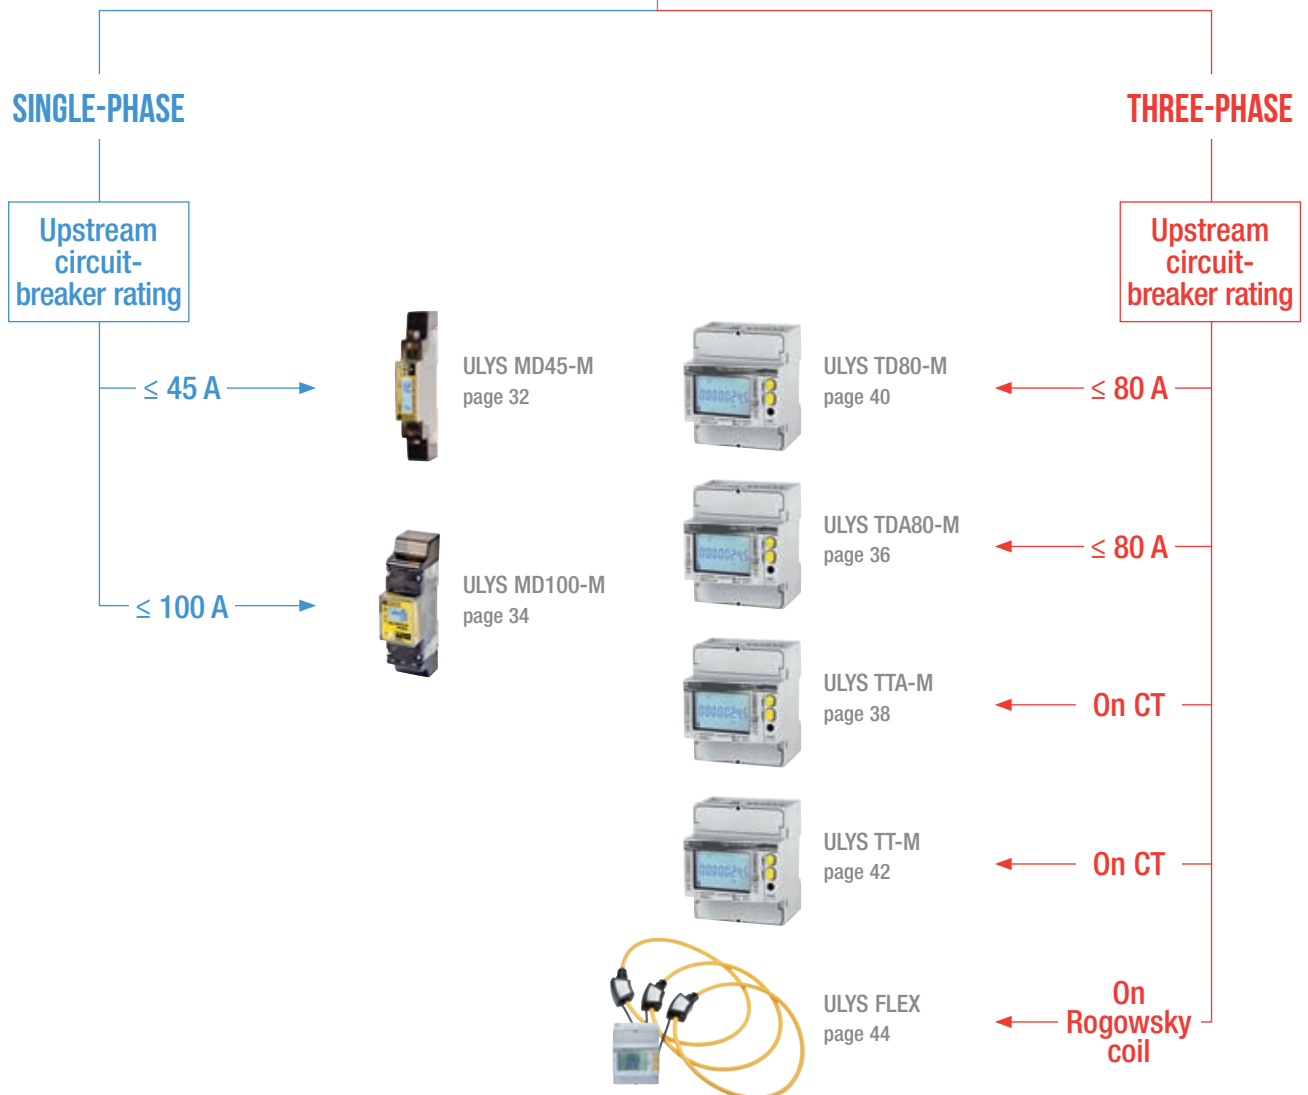 SINGLE-PHASE
THREE-PHASE
Upstream
circuit-
breaker rating
Upstream
circuit-
breaker rating
≤ 45 A
ULYS MD45-M
page 32
ULYS TD80-M
page 40
≤ 80 A
ULYS TDA80-M
page 36
≤ 80 A
≤ 100 A
ULYS MD100-M
page 34
ULYS TTA-M
page 38
On CT
ULYS TT-M
page 42
On CT
ULYS FLEX
page 44
On
Rogowsky
coil